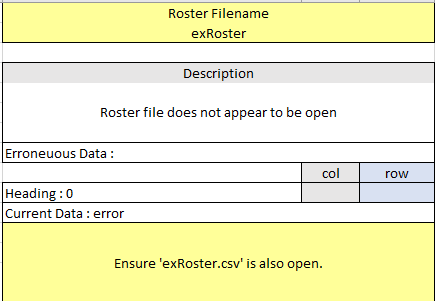 Roster Filename
exRoster
Description
Roster file does not appear to be open
Erroneuous Data :
col row
Heading : 0
Current Data : error
Ensure 'exRoster.csv' is also open.